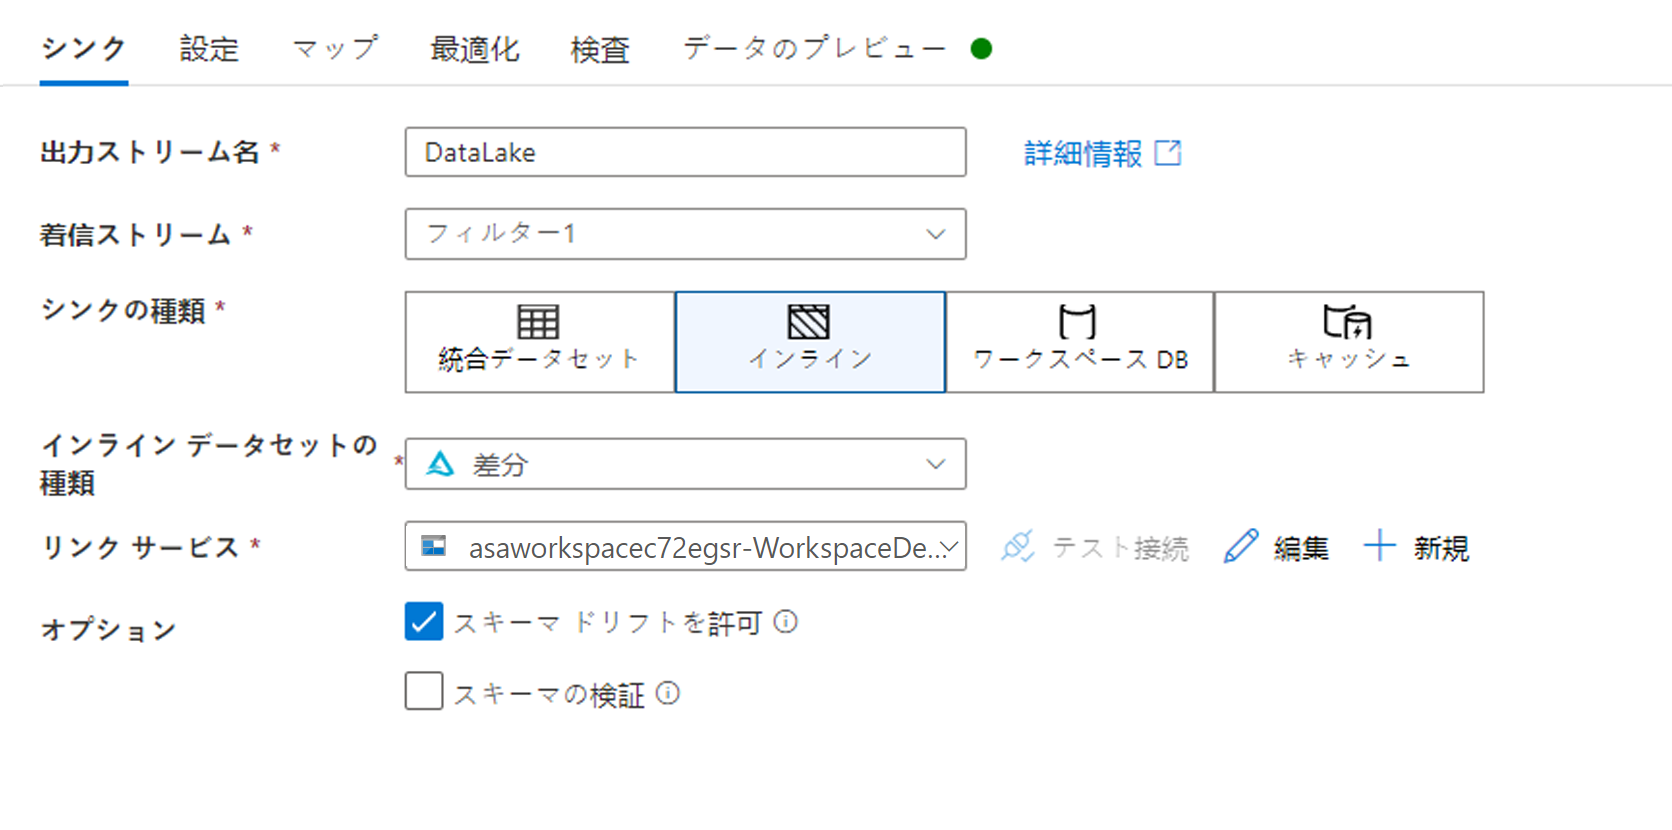 シンク 設定 マップ 最適化 検査 データのプレビュー
出力ストリーム名 * DataLake 詳細情報
着信ストリーム * フィルター1
シンクの種類 * 統合データセット インライン ワークスペース DB キャッシュ
インライン データセットの
種類 * 差分
リンク サービス * asaworkspacec72egsr-WorkspaceDe... テスト接続 編集 新規
オプション スキーマ ドリフトを許可
スキーマの検証